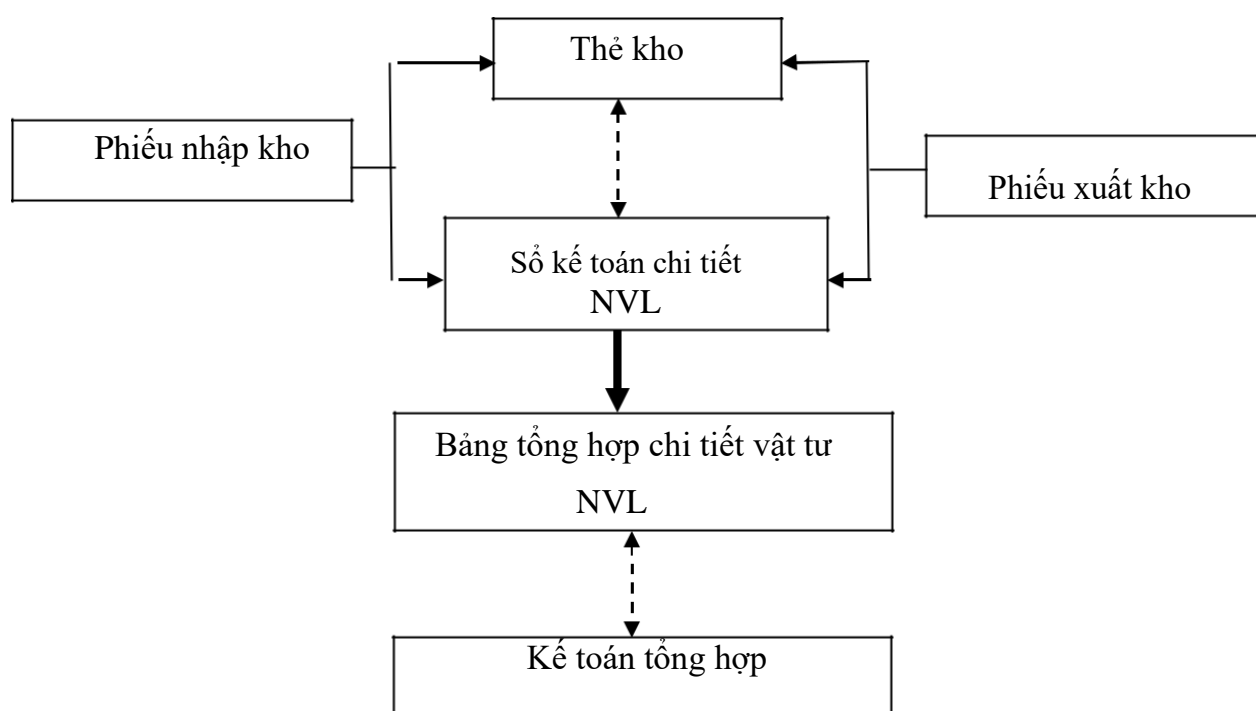 Thẻ kho
Phiếu nhập kho
Phiếu xuất kho
Sổ kế toán chi tiết
NVL
Bảng tổng hợp chi tiết vật tư
NVL
Kế toán tổng hợp